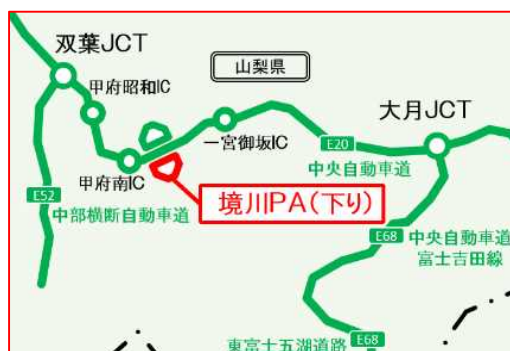 双葉JCT
山梨県
甲府昭和IC
大月JCT
一宮御坂IC
E20
中央自動車道
甲府南IC
E52
中部横断自動車道
境川PA(下り)
E68
中央自動車道
富士吉田線
東富士五湖道路
E68